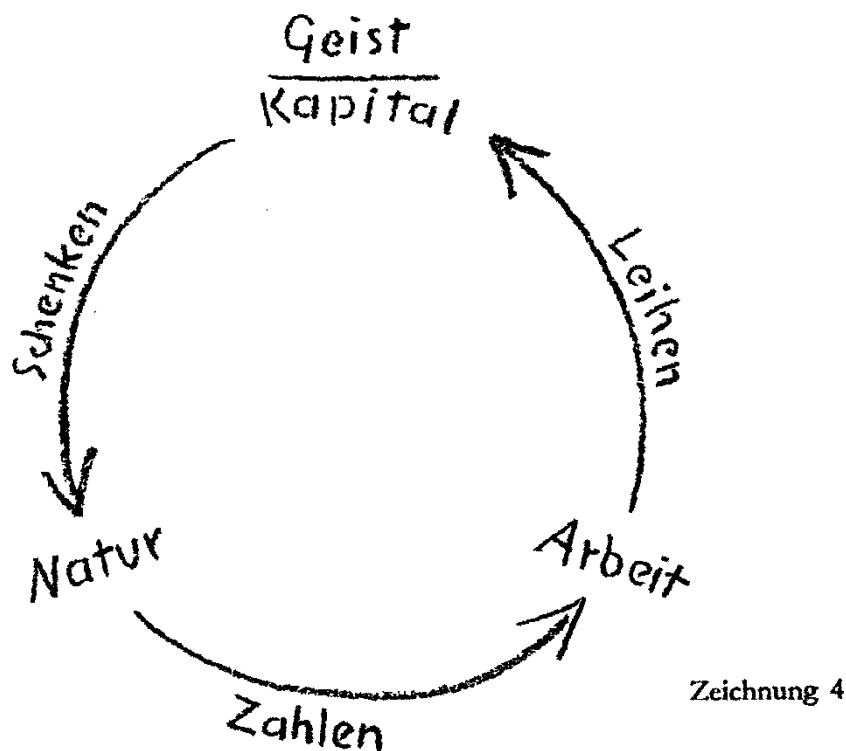 Geist
Kapital
Schenken
Leihen
Natur
Arbeit
Zahlen
Zeichnung 4